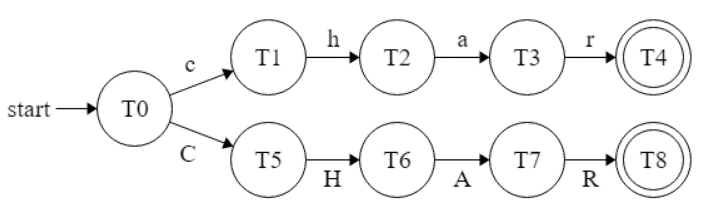 c h a r
T1 T2 T3 T4
start T0
C T5 T6 T7 T8
H A R